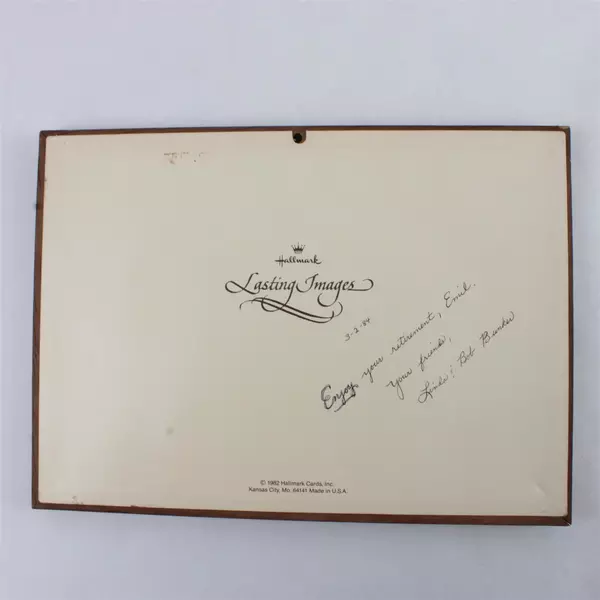 Hallmark
Lasting Images
3-2-84
Enjoy your retirement, Emil.
Your friends,
Linda & Bob Bunder
© 1982 Hallmark Cards, Inc.
Kansas City, Mo. 64141 Made in U.S.A.